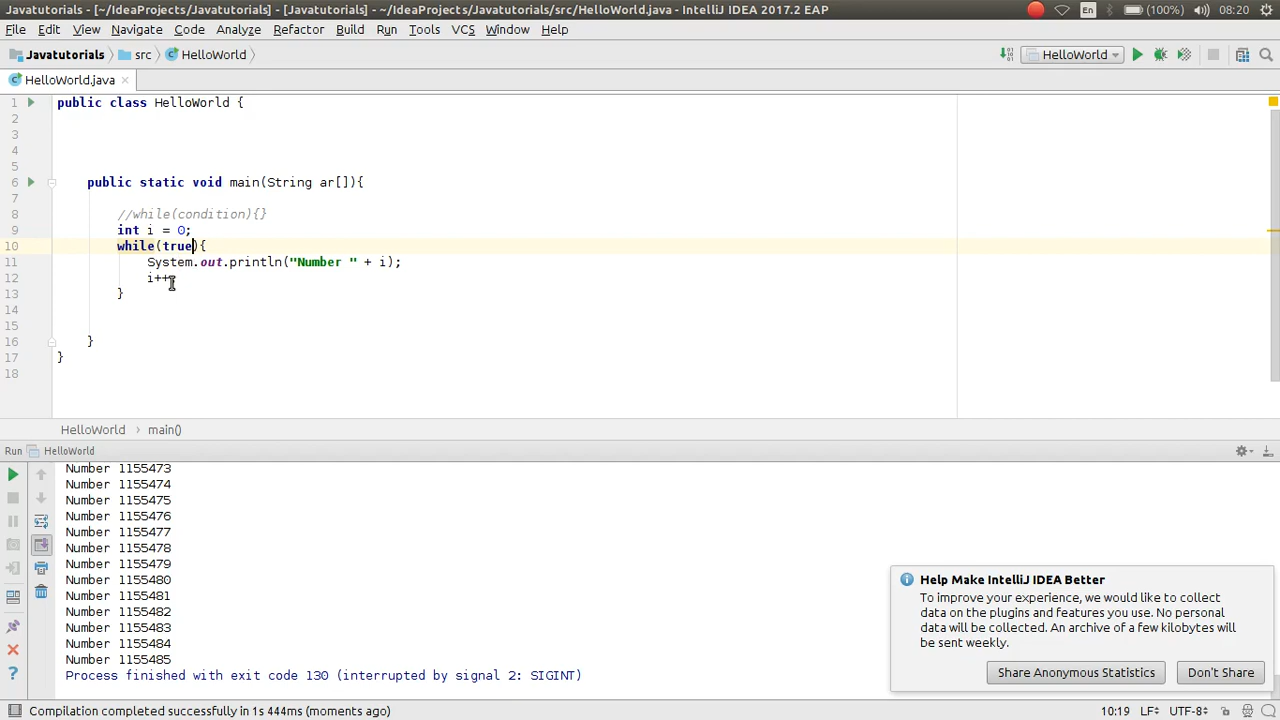 Javatutorials - [~/IdeaProjects/Javatutorials] - [Javatutorials] - ~/IdeaProjects/Javatutorials/src/HelloWorld.java - IntelliJ IDEA 2017.2 EAP
En (100%) 08:20
File Edit View Navigate Code Analyze Refactor Build Run Tools VCS Window Help
Javatutorials src HelloWorld
HelloWorld
HelloWorld.java
1 public class HelloWorld {
2
3
4
5
6 public static void main(String ar[]){
7
8 //while(condition){}
9 int i = 0;
10 while(true){
11 System.out.println("Number " + i);
12 i++
13 }
14
15
16 }
17 }
18
HelloWorld main()
Run HelloWorld
Number 1155473
Number 1155474
Number 1155475
Number 1155476
Number 1155477
Number 1155478
Number 1155479
Number 1155480
Number 1155481
Number 1155482
Number 1155483
Number 1155484
Number 1155485
Process finished with exit code 130 (interrupted by signal 2: SIGINT)
Help Make IntelliJ IDEA Better
To improve your experience, we would like to collect
data on the plugins and features you use. No personal
data will be collected. An archive of a few kilobytes will
be sent weekly.
Share Anonymous Statistics Don't Share
Compilation completed successfully in 1s 444ms (moments ago)
10:19 LF UTF-8